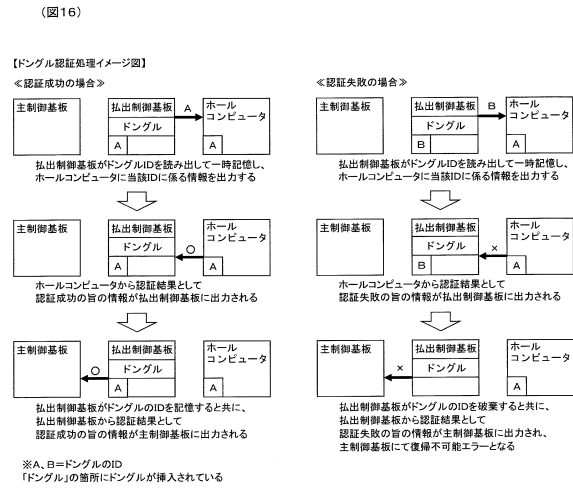 (図16)
【ドングル認証処理イメージ図】
≪認証成功の場合≫
主制御基板
払出制御基板
ドングル
A
A
ホール
コンピュータ
A
払出制御基板がドングルIDを読み出して一時記憶し、
ホールコンピュータに当該IDに係る情報を出力する
主制御基板
払出制御基板
ドングル
A
○
ホール
コンピュータ
A
ホールコンピュータから認証結果として
認証成功の旨の情報が払出制御基板に出力される
主制御基板
○
払出制御基板
ドングル
A
ホール
コンピュータ
A
払出制御基板がドングルのIDを記憶すると共に、
払出制御基板から認証結果として
認証成功の旨の情報が主制御基板に出力される
≪認証失敗の場合≫
主制御基板
払出制御基板
ドングル
B
B
ホール
コンピュータ
A
払出制御基板がドングルIDを読み出して一時記憶し、
ホールコンピュータに当該IDに係る情報を出力する
主制御基板
払出制御基板
ドングル
B
×
ホール
コンピュータ
A
ホールコンピュータから認証結果として
認証失敗の旨の情報が払出制御基板に出力される
主制御基板
×
払出制御基板
ドングル
ホール
コンピュータ
A
払出制御基板がドングルのIDを破棄すると共に、
払出制御基板から認証結果として
認証失敗の旨の情報が主制御基板に出力され、
主制御基板にて復帰不可能エラーとなる
※A、B=ドングルのID
「ドングル」の箇所にドングルが挿入されている